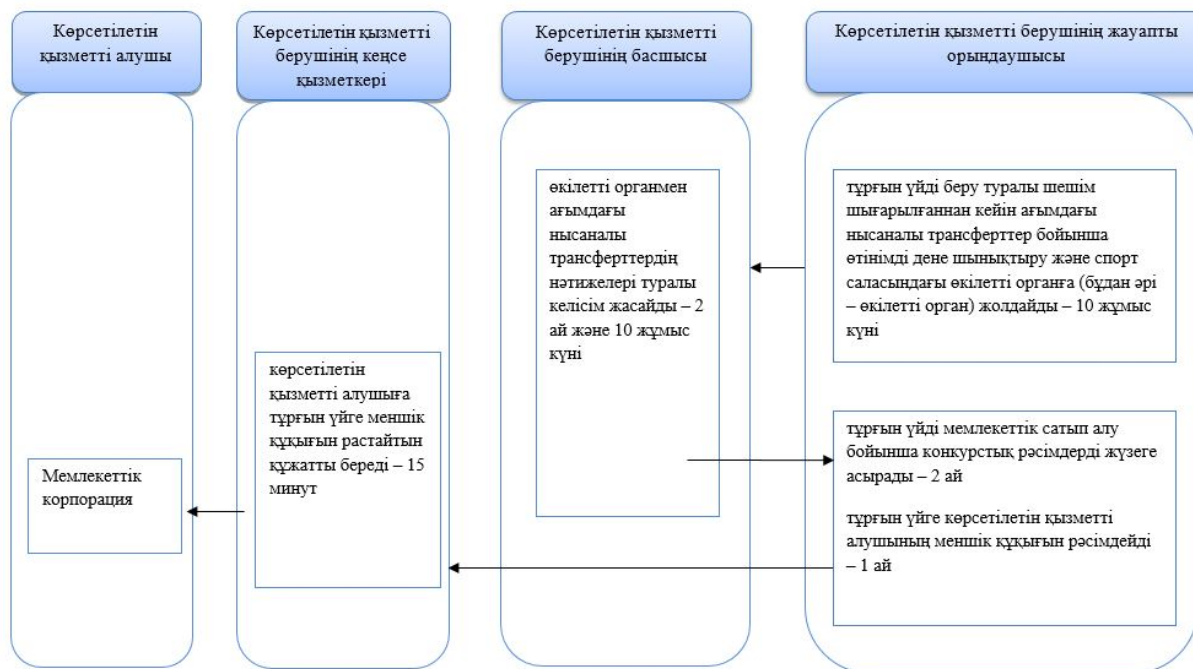 Көрсетілетін
қызметті алушы
Көрсетілетін қызметті
берушінің кеңсе
қызметкері
Көрсетілетін қызметті
берушінің басшысы
Көрсетілетін қызметті берушінің жауапты
орындаушысы
өкілетті органмен
ағымдағы
нысаналы
трансферттердің
нәтижелері туралы
келісім жасайды – 2
ай және 10 жұмыс
күні
тұрғын үйді беру туралы шешім
шығарылғаннан кейін ағымдағы
нысаналы трансферттер бойынша
өтінімді дене шынықтыру және спорт
саласындағы өкілетті органға (бұдан әрі
– өкілетті орган) жолдайды – 10 жұмыс
күні
көрсетілетін
қызметті алушыға
тұрғын үйге меншік
құқығын растайтын
құжатты береді – 15
минут
тұрғын үйді мемлекеттік сатып алу
бойынша конкурстық рәсімдерді жүзеге
асырады – 2 ай
тұрғын үйге көрсетілетін қызметті
алушының меншік құқығын рәсімдейді
– 1 ай
Мемлекеттік
корпорация